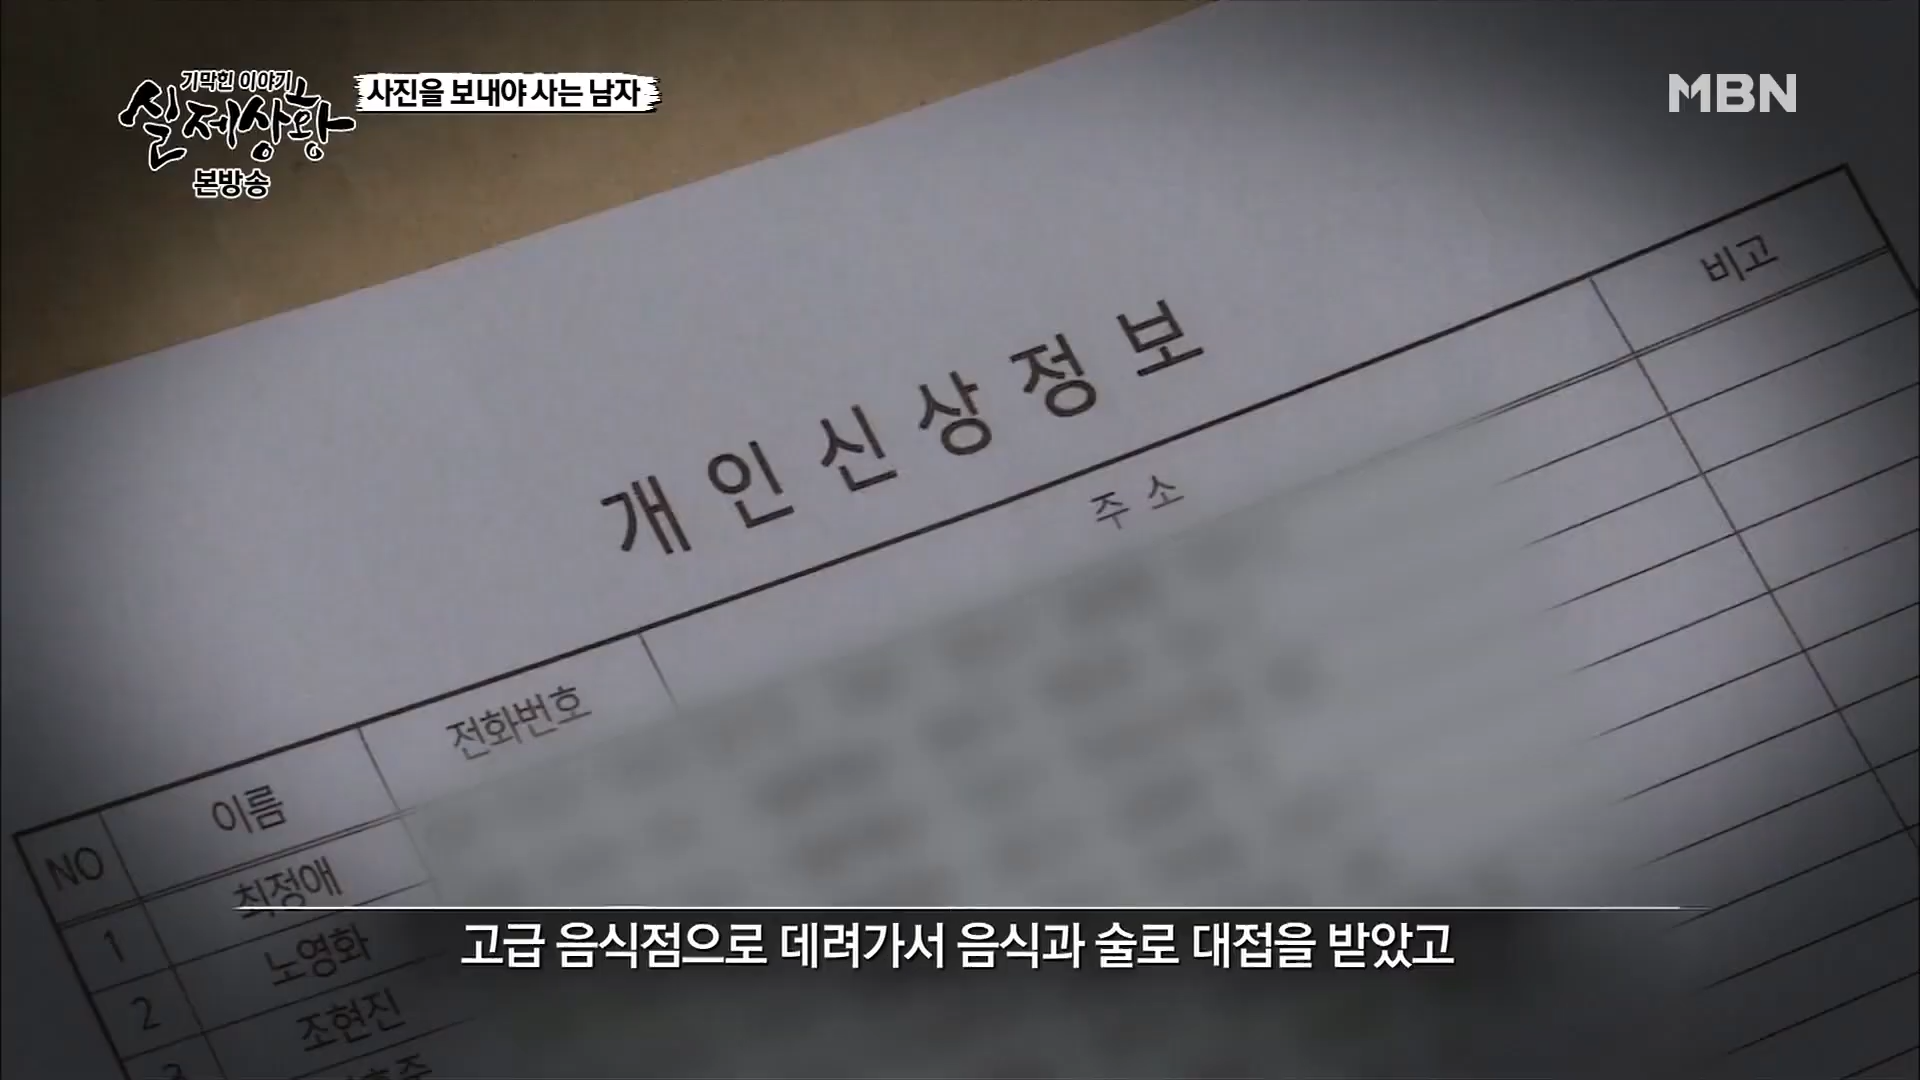 기막힌 이야기
실제상황
본방송
사진을 보내야 사는 남자
MBN
개인신상정보
NO 이름 전화번호 주소 비고
1 최정애
2 노영화
3 조현진
고급 음식점으로 데려가서 음식과 술로 대접을 받았고